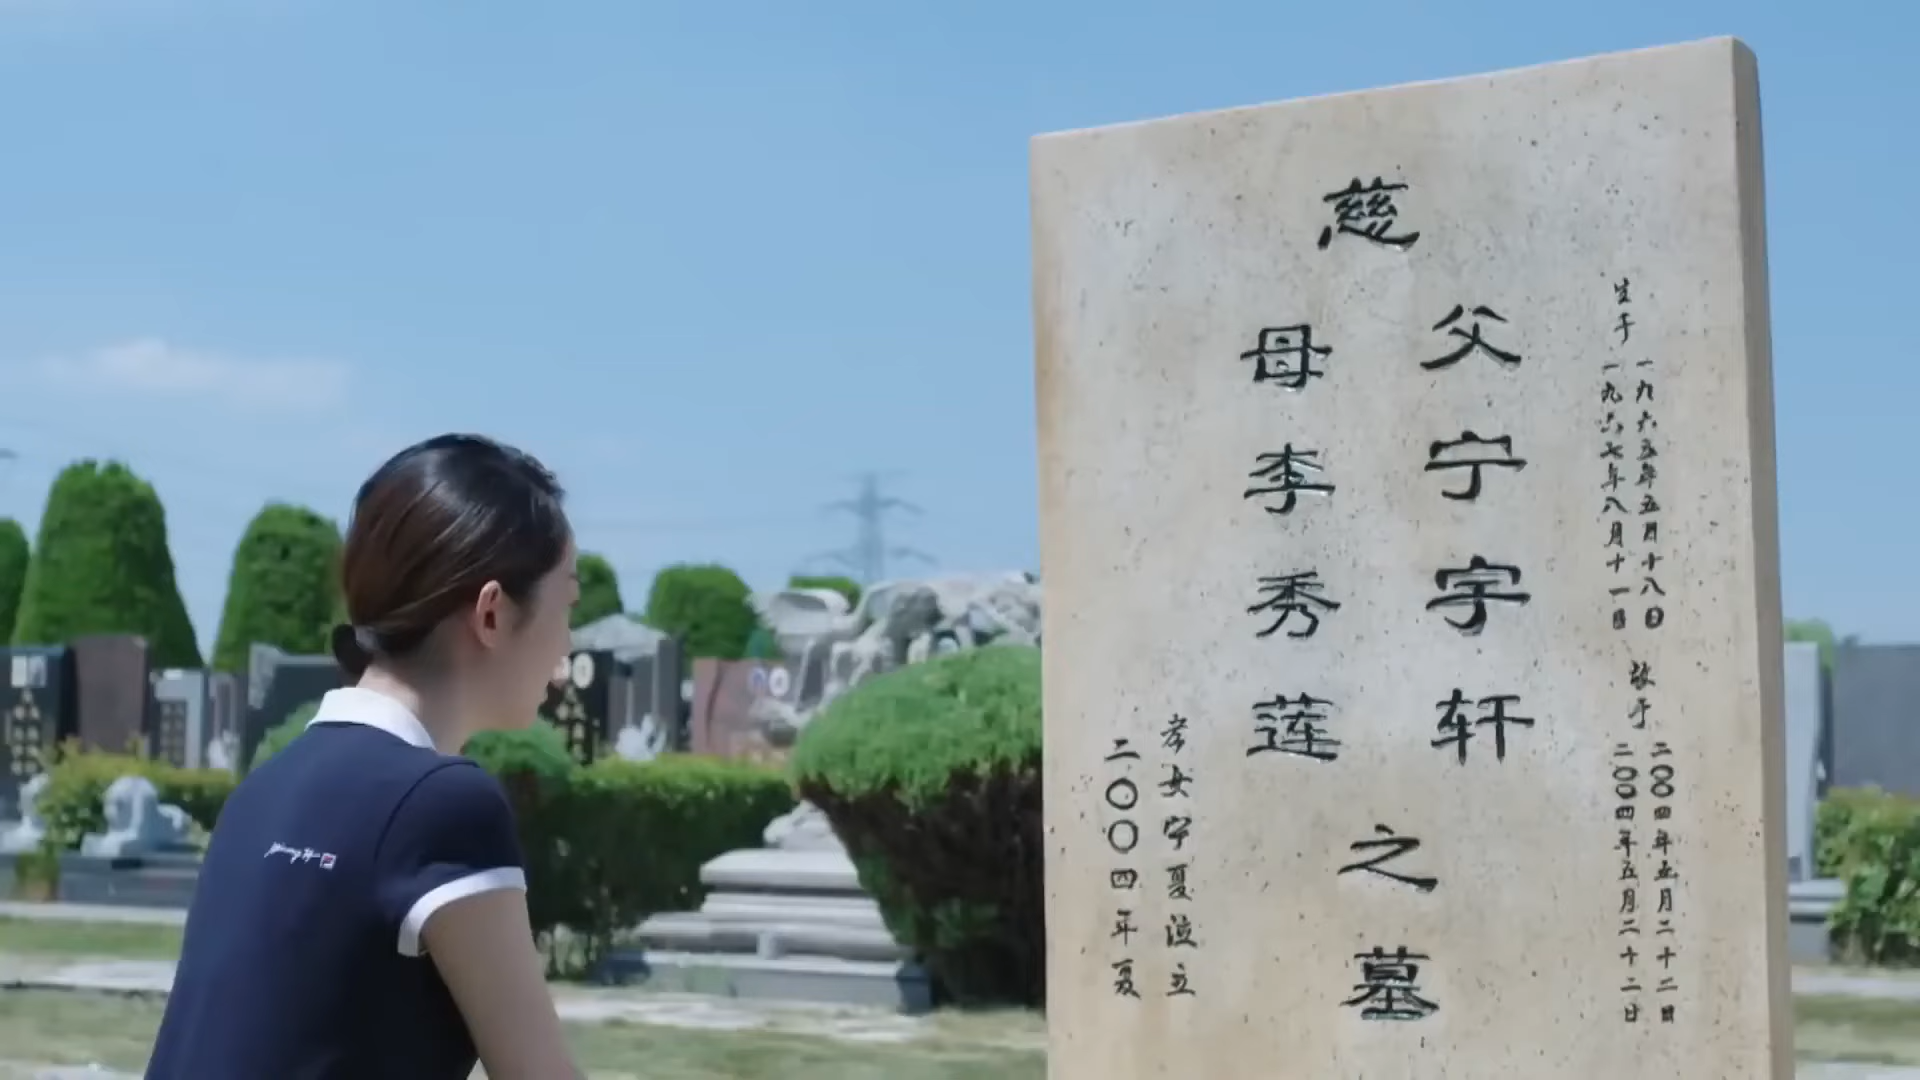 慈
父宁宇轩
母李秀莲
之墓
生于
一九六五年五月十八日
一九六七年八月十一日
故于
二〇〇四年五月二十二日
二〇〇四年五月二十二日
孝女宁夏泣立
二〇〇四年夏